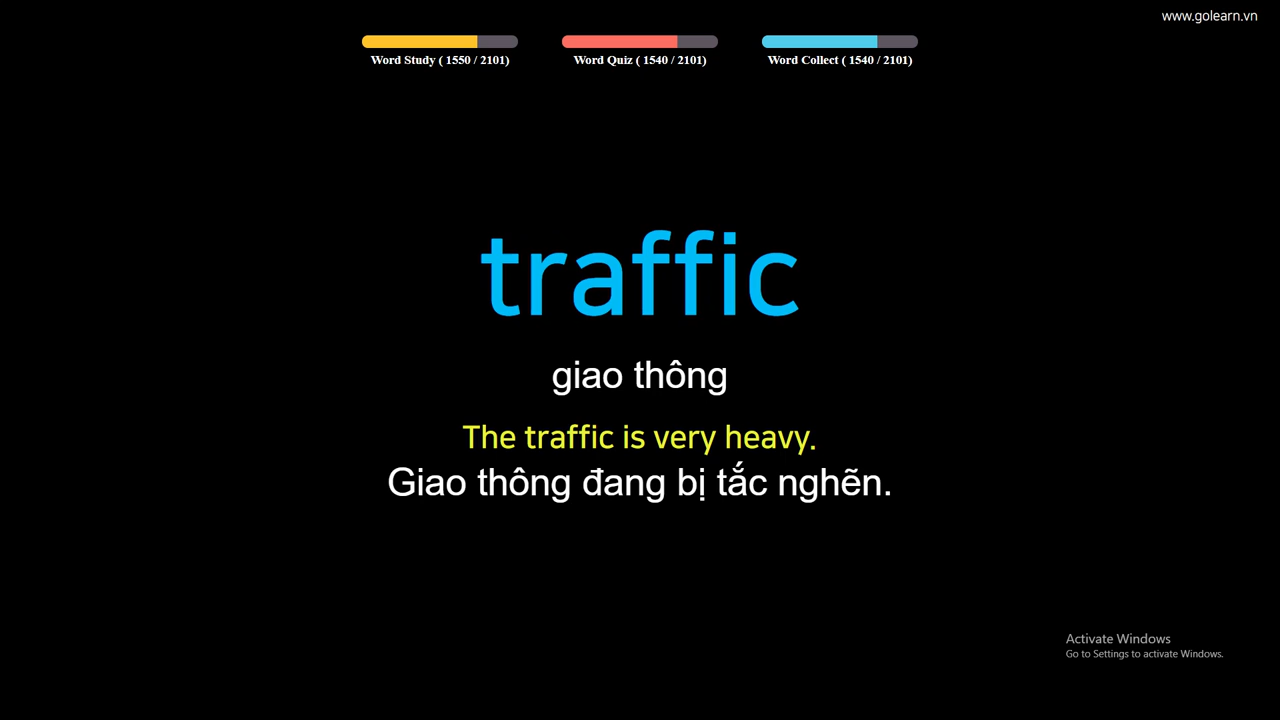 www.golearn.vn
Word Study ( 1550 / 2101)
Word Quiz ( 1540 / 2101)
Word Collect ( 1540 / 2101)
traffic
giao thông
The traffic is very heavy.
Giao thông đang bị tắc nghẽn.
Activate Windows
Go to Settings to activate Windows.